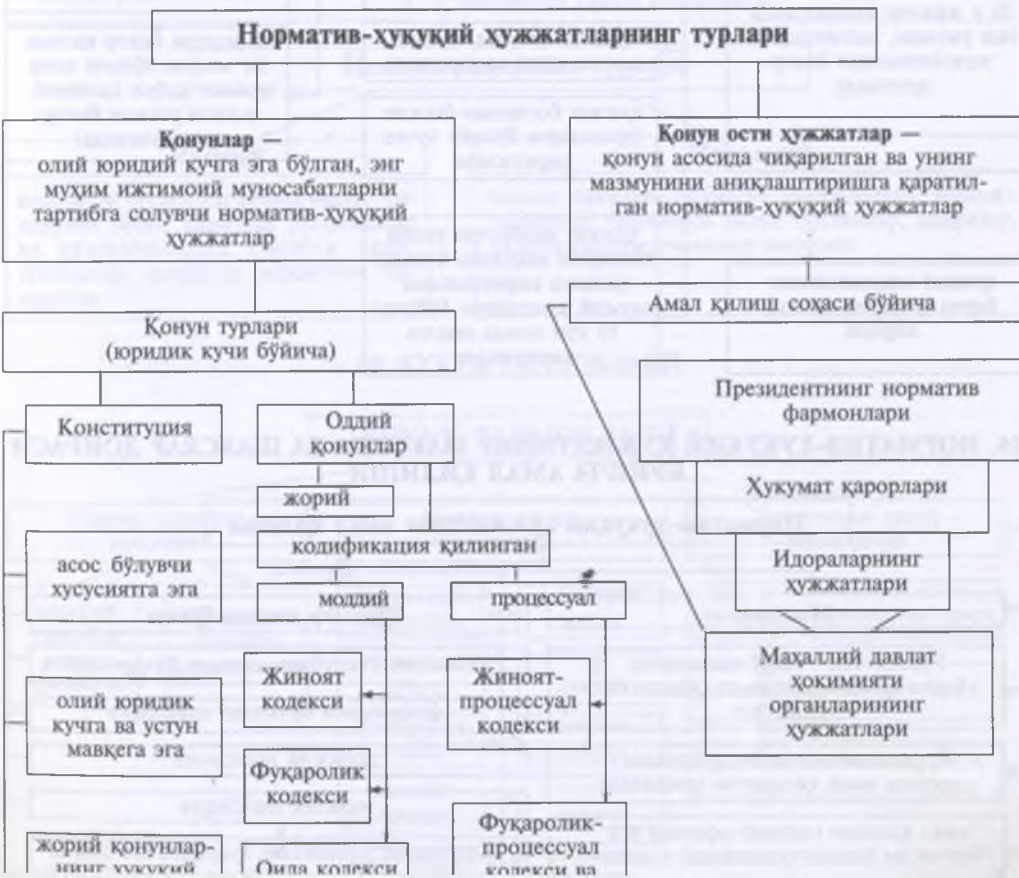 Норматив-ҳуқуқий ҳужжатларнинг турлари
Қонунлар —
олий юридий кучга эга бўлган, энг
муҳим ижтимоий муносабатларни
тартибга солувчи норматив-ҳуқуқий
ҳужжатлар
Қонун ости ҳужжатлар —
қонун асосида чиқарилган ва унинг
мазмунини аниқлаштиришга қаратил-
ган норматив-ҳуқуқий ҳужжатлар
Қонун турлари
(юридик кучи бўйича)
Амал қилиш соҳаси бўйича
Конституция
Оддий
қонунлар
жорий
кодификация қилинган
моддий
процессуал
асос бўлувчи
хусусиятга эга
олий юридик
кучга ва устун
мавқега эга
жорий қонунлар-
нинг ҳуқуқий
Жиноят
кодекси
Фуқаролик
кодекси
Оила кодекси
Жиноят-
процессуал
кодекси
Фуқаролик-
процессуал
кодекси ва
Президентнинг норматив
фармонлари
Ҳукумат қарорлари
Идораларнинг
ҳужжатлари
Маҳаллий давлат
ҳокимияти
органларининг
ҳужжатлари